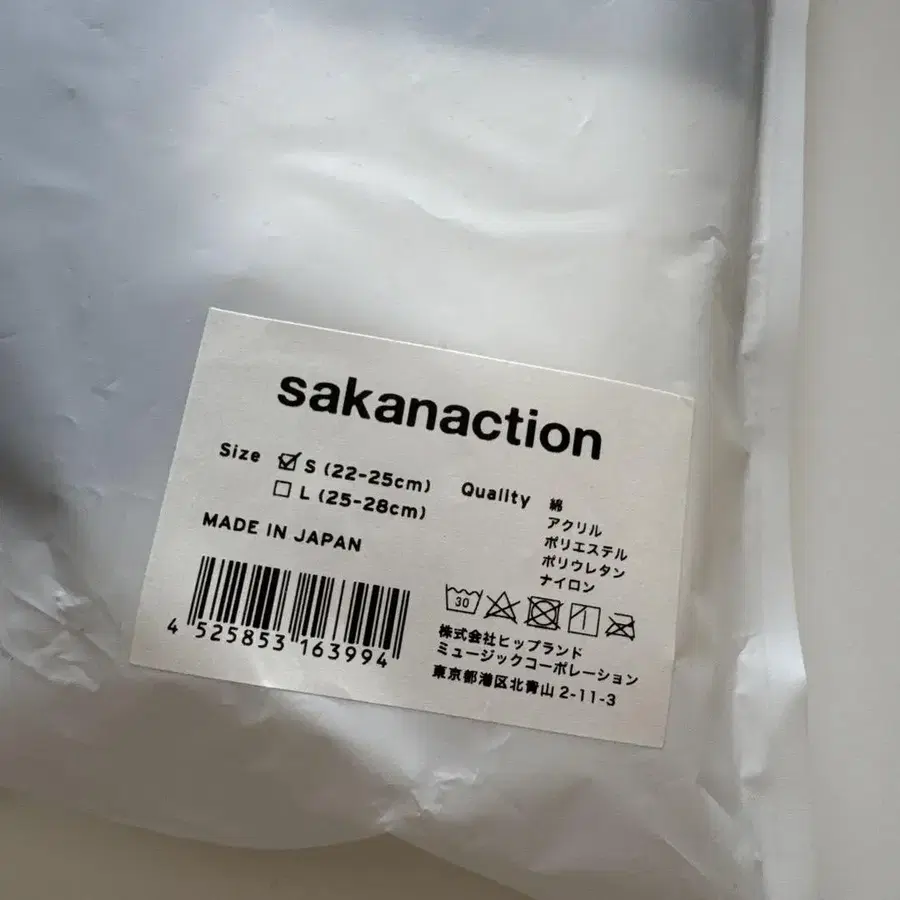 sakanaction
Size ☑ S (22-25cm)
☐ L (25-28cm)
Quality 綿
アクリル
ポリエステル
ポリウレタン
ナイロン
MADE IN JAPAN
4 525853 163994
30
株式会社ヒップランド
ミュージックコーポレーション
東京都港区北青山 2-11-3